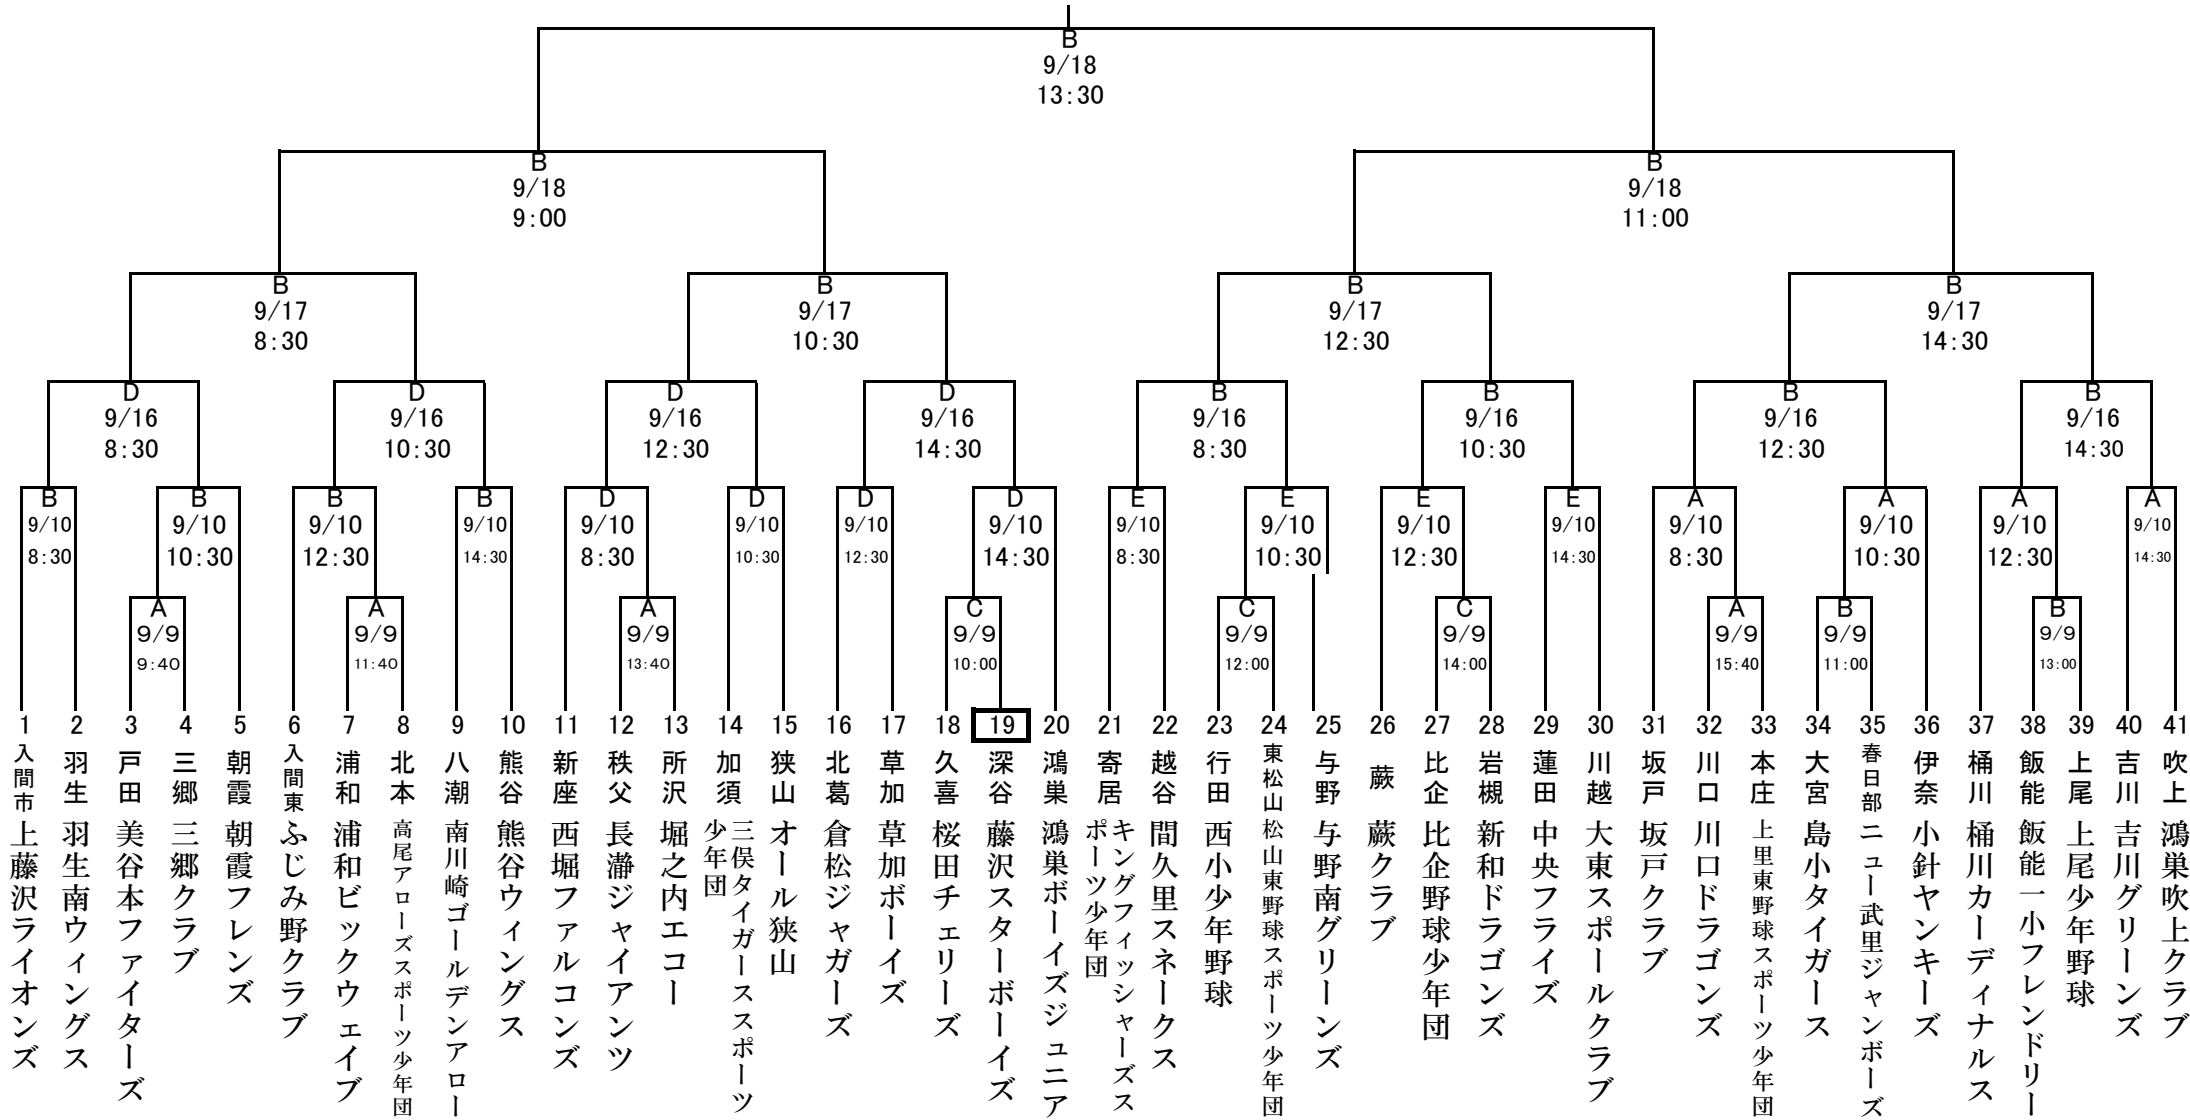 B
9/18
13:30
B
9/18
9:00
B
9/18
11:00
B
9/17
8:30
B
9/17
10:30
B
9/17
12:30
B
9/17
14:30
D
9/16
8:30
D
9/16
10:30
D
9/16
12:30
D
9/16
14:30
B
9/16
8:30
B
9/16
10:30
B
9/16
12:30
B
9/16
14:30
B
9/10
8:30
B
9/10
10:30
B
9/10
12:30
B
9/10
14:30
D
9/10
8:30
D
9/10
10:30
D
9/10
12:30
D
9/10
14:30
E
9/10
8:30
E
9/10
10:30
E
9/10
12:30
E
9/10
14:30
A
9/10
8:30
A
9/10
10:30
A
9/10
12:30
A
9/10
14:30
A
9/9
9:40
A
9/9
11:40
A
9/9
13:40
C
9/9
10:00
C
9/9
12:00
C
9/9
14:00
A
9/9
15:40
B
9/9
11:00
B
9/9
13:00
1 入間市 上藤沢ライオンズ
2 羽生 羽生南ウィングス
3 戸田 美谷本ファイターズ
4 三郷 三郷クラブ
5 朝霞 朝霞フレンズ
6 入間東 ふじみ野クラブ
7 浦和 浦和ビックウェイブ
8 北本 高尾アローズスポーツ少年団
9 八潮 南川崎ゴールデンアロー
10 熊谷 熊谷ウィングス
11 新座 西堀ファルコンズ
12 秩父 長瀞ジャイアンツ
13 所沢 堀之内エコー
14 加須 三俣タイガーススポーツ
少年団
15 狭山 オール狭山
16 北葛 倉松ジャガーズ
17 草加 草加ボーイズ
18 久喜 桜田チェリーズ
19 深谷 藤沢スターボーイズ
20 鴻巣 鴻巣ボーイズジュニア
21 寄居 キングフィッシャーズス
ポーツ少年団
22 越谷 間久里スネークス
23 行田 西小少年野球
24 東松山 松山東野球スポーツ少年団
25 与野 与野南グリーンズ
26 蕨 蕨クラブ
27 比企 比企野球少年団
28 岩槻 新和ドラゴンズ
29 蓮田 中央フライズ
30 川越 大東スポールクラブ
31 坂戸 坂戸クラブ
32 川口 川口ドラゴンズ
33 本庄 上里東野球スポーツ少年団
34 大宮 島小タイガース
35 春日部 ニュー武里ジャンボーズ
36 伊奈 小針ヤンキーズ
37 桶川 桶川カーディナルス
38 飯能 飯能一小フレンドリー
39 上尾 上尾少年野球
40 吉川 吉川グリーンズ
41 吹上 鴻巣吹上クラブ